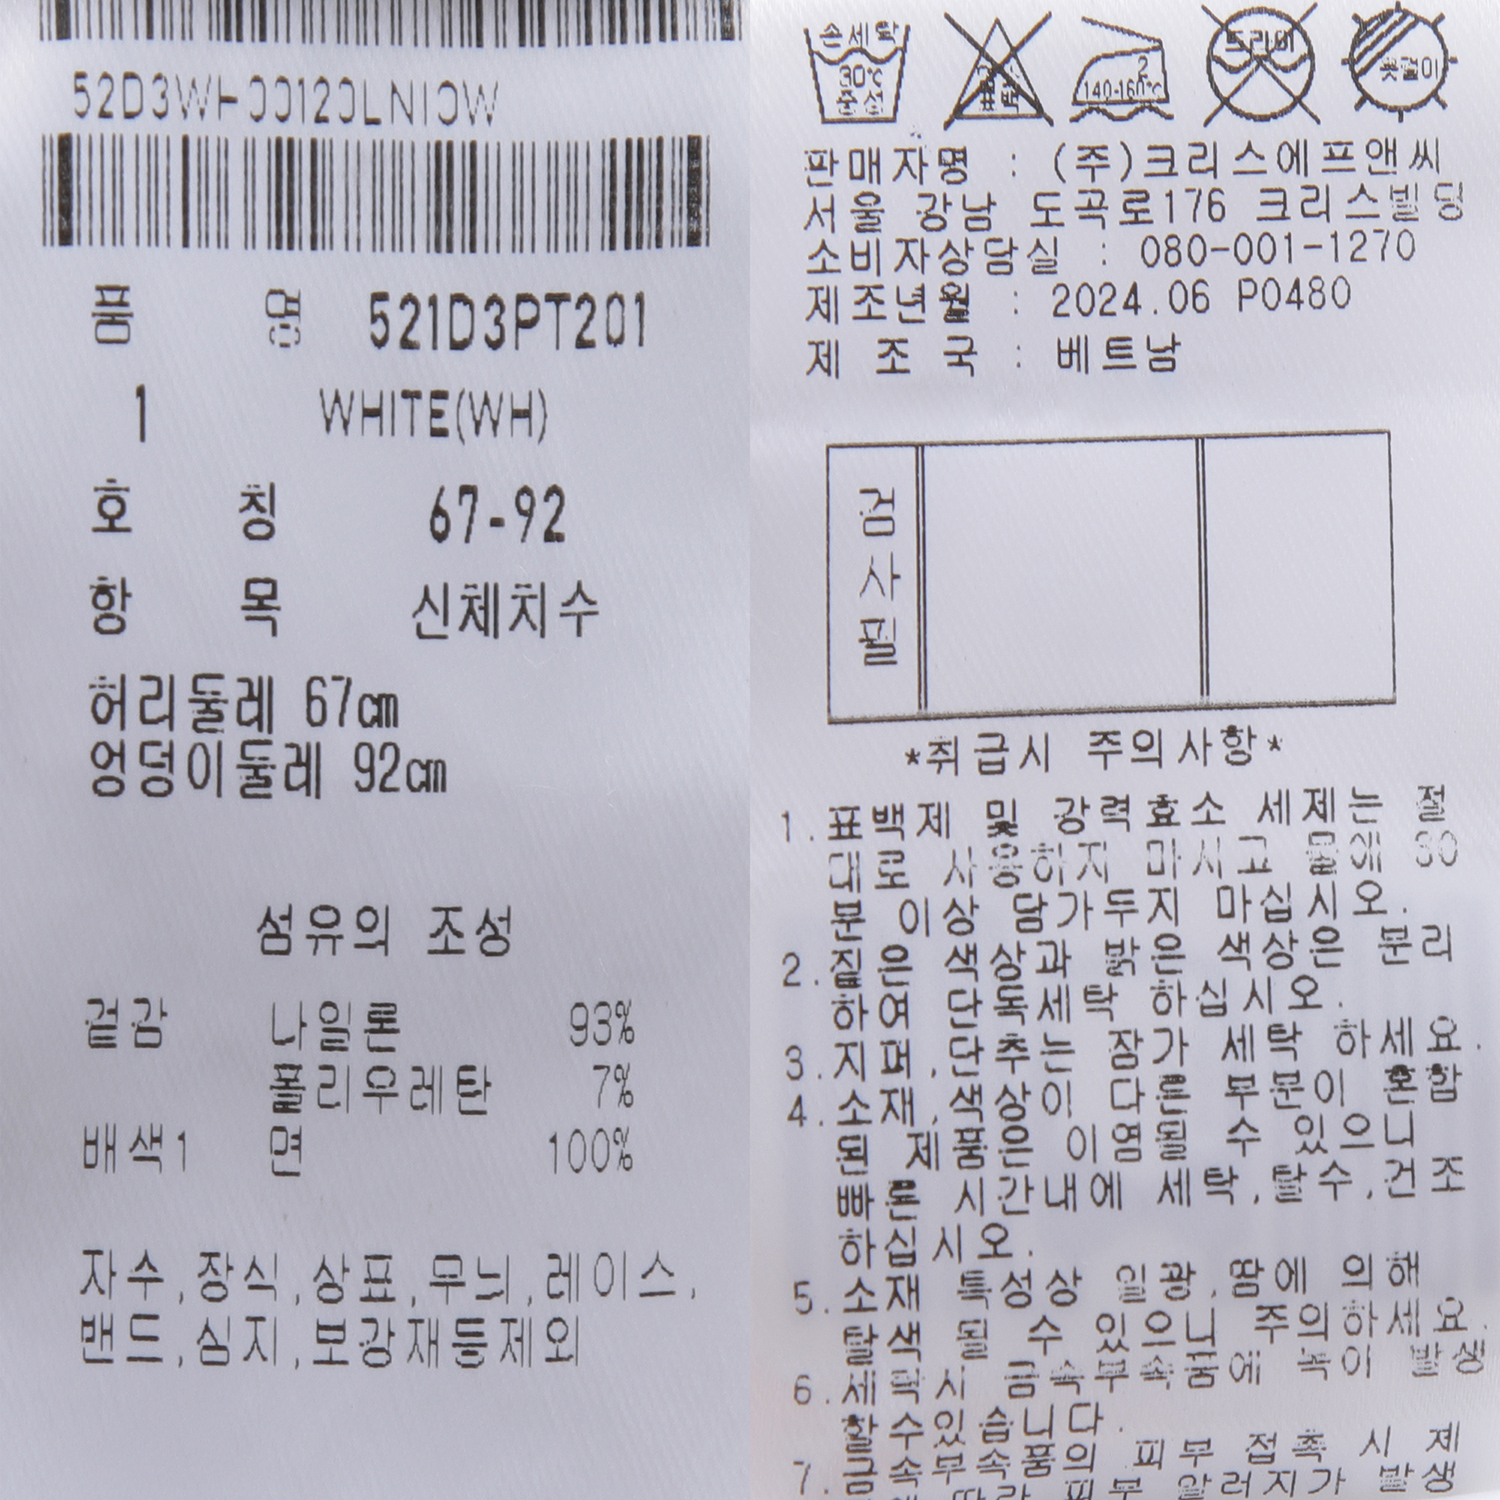 품 명 521D3PT201
1 WHITE(WH)
호 칭 67-92
항 목 신체치수
허리둘레 67cm
엉덩이둘레 92cm
섬유의 조성
겉감 나일론 93%
폴리우레탄 7%
배색1 면 100%
자수,장식,상표,무늬,레이스,
밴드,심지,보강재등제외
손세탁
30℃
중성
2
140-160℃
드라이
옷걸이
판매자명 : (주)크리스에프앤씨
서울 강남 도곡로176 크리스빌딩
소비자상담실 : 080-001-1270
제조년월 : 2024.06 P0480
제 조 국 : 베트남
검
사
필
*취급시 주의사항*
1.표백제 및 강력효소 세제는 절
대로 사용하지 마시고 물에 30
분 이상 담가두지 마십시오.
2.짙은 색상과 밝은 색상은 분리
하여 단독세탁 하십시오.
3.지퍼,단추는 잠가 세탁 하세요.
4.소재,색상이 다른 부분이 혼합
된 제품은 이염될 수 있으니
빠른 시간내에 세탁,탈수,건조
하십시오.
5.소재 특성상 일광,땀에 의해
탈색 될 수 있으니 주의하세요.
6.세탁시 금속부속품에 녹이 발생
할수있습니다.
7.금속부속품의 피부 접촉 시 제
피부 알러지가 발생